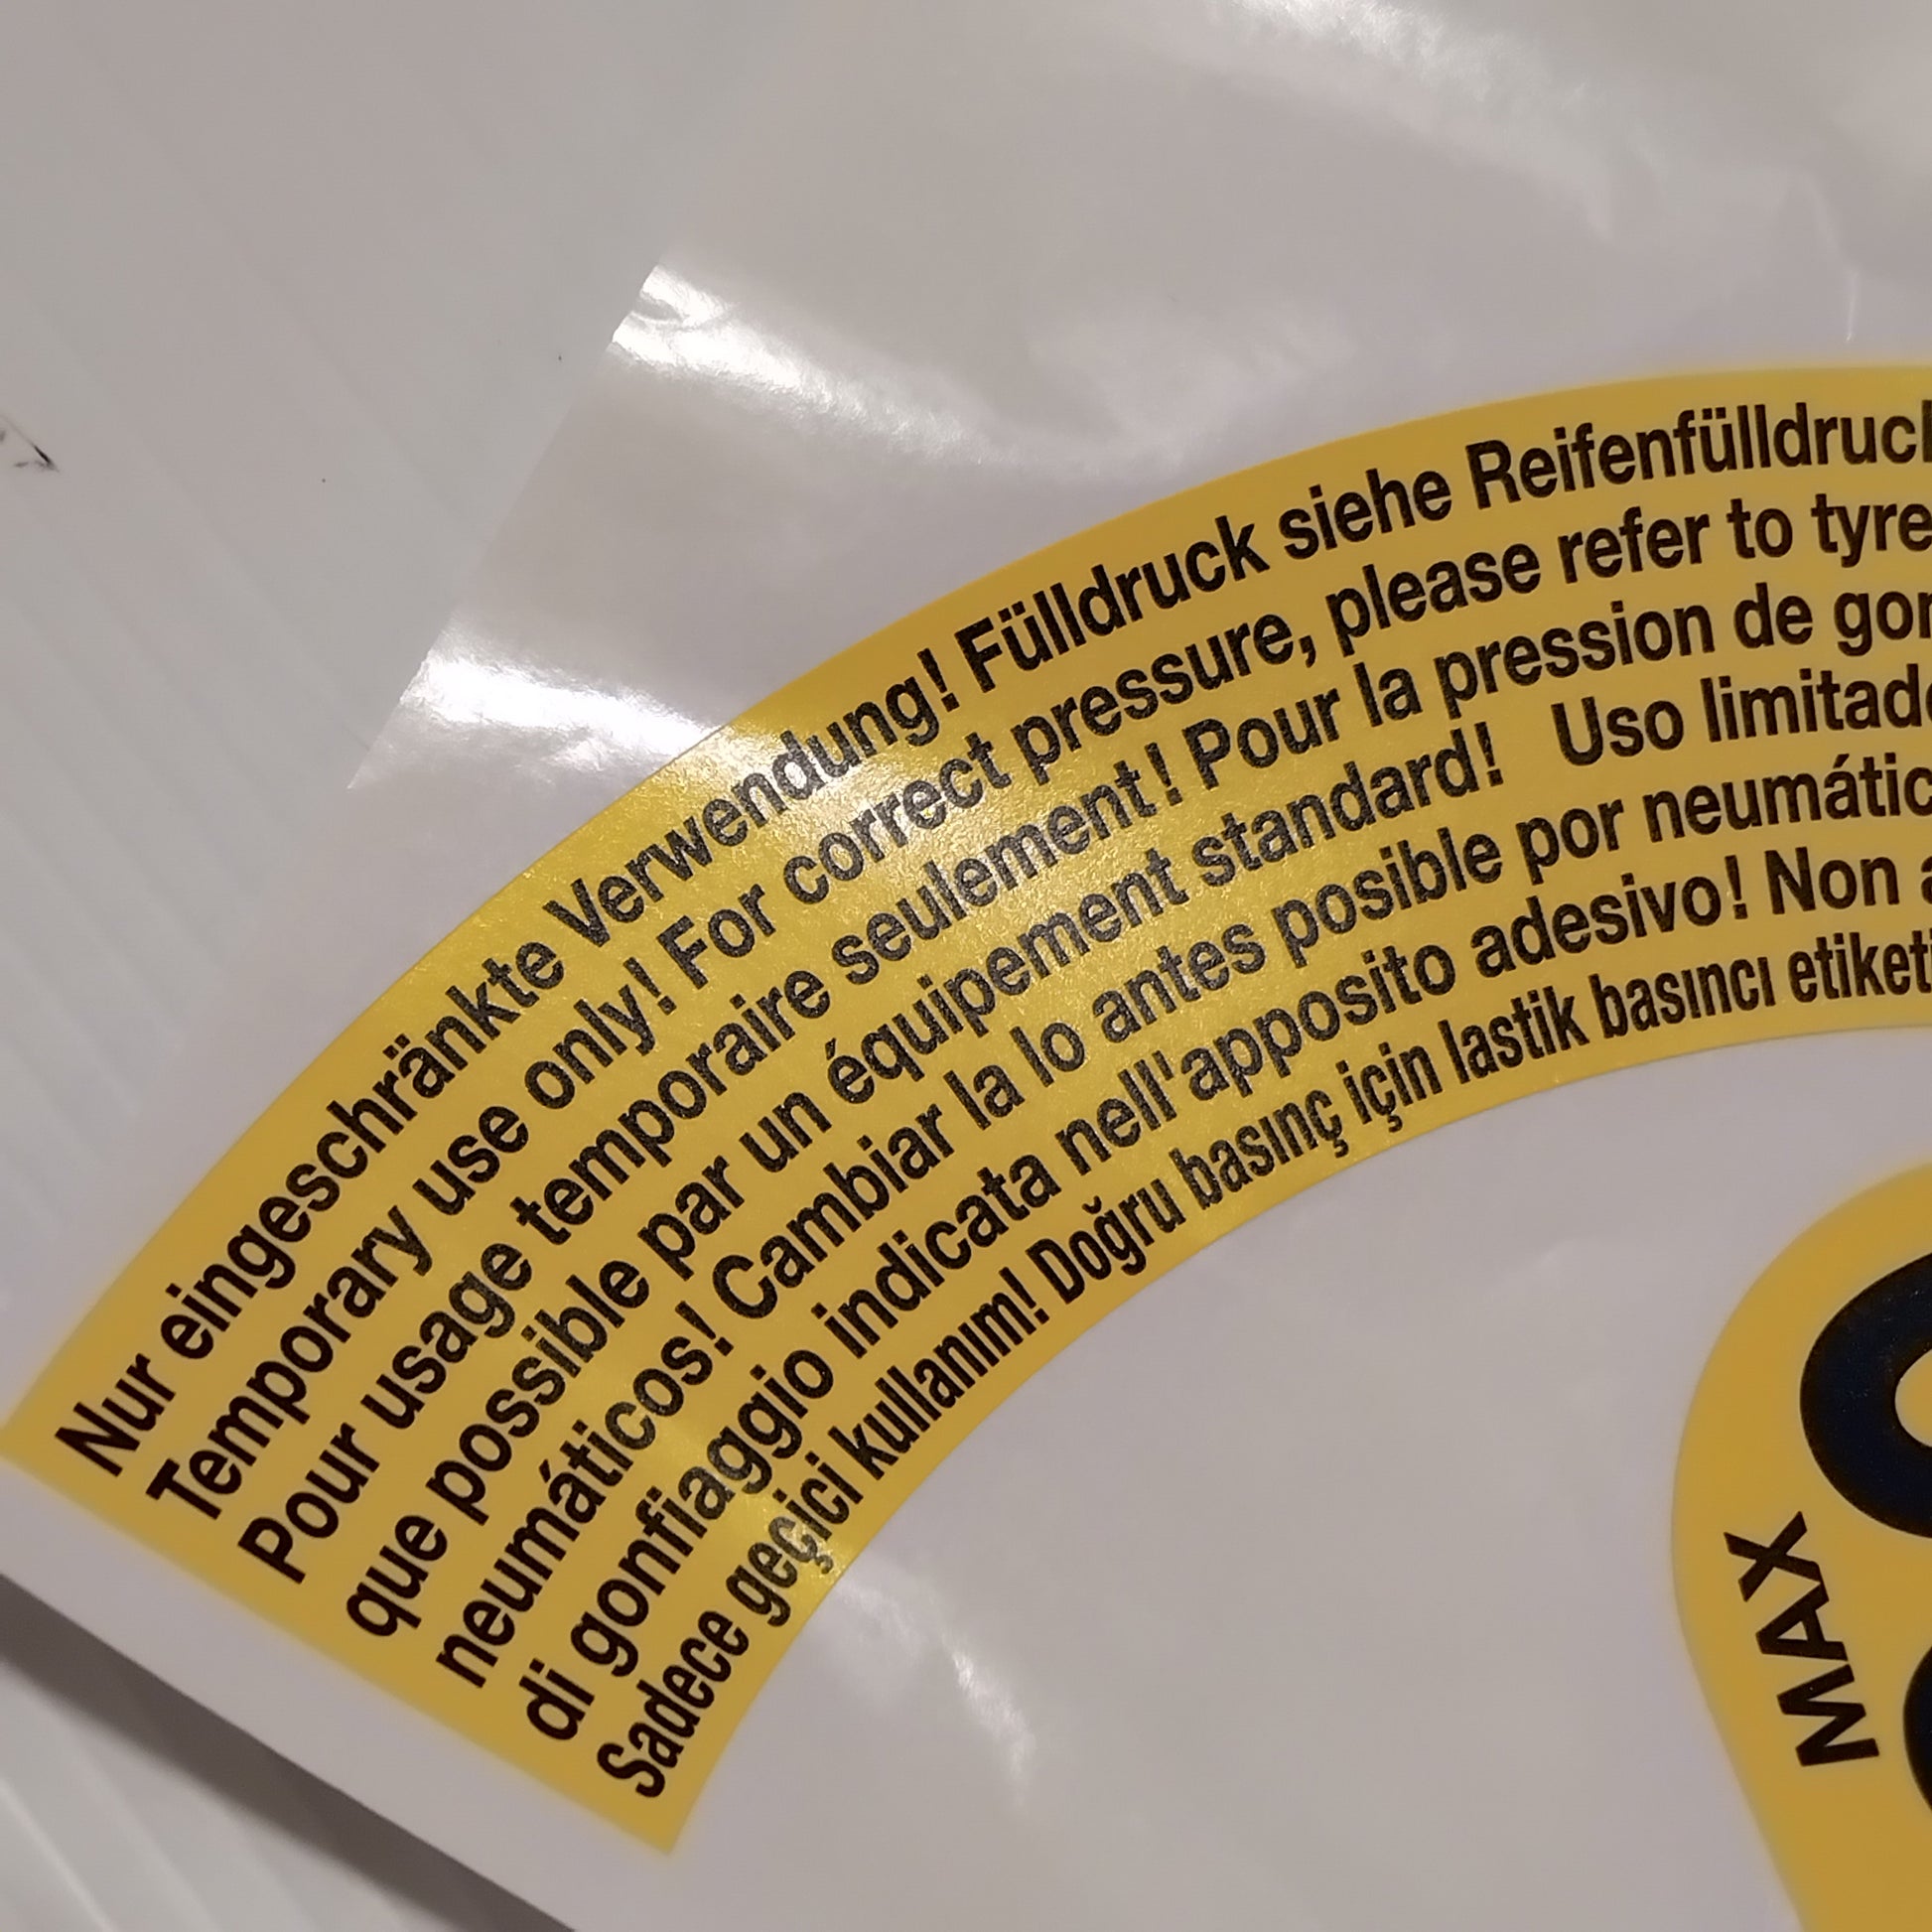 Nur eingeschränkte Verwendung! Fülldruck siehe Reifenfülldruck
Temporary use only! For correct pressure, please refer to tyre
Pour usage temporaire seulement! Pour la pression de gon
que possible par un équipement standard! Uso limitado
neumáticos! Cambiar la lo antes posible por neumátic
di gonfiaggio indicata nell'apposito adesivo! Non a
Sadece geçici kullanım! Doğru basınç için lastik basıncı etiketi
MAX